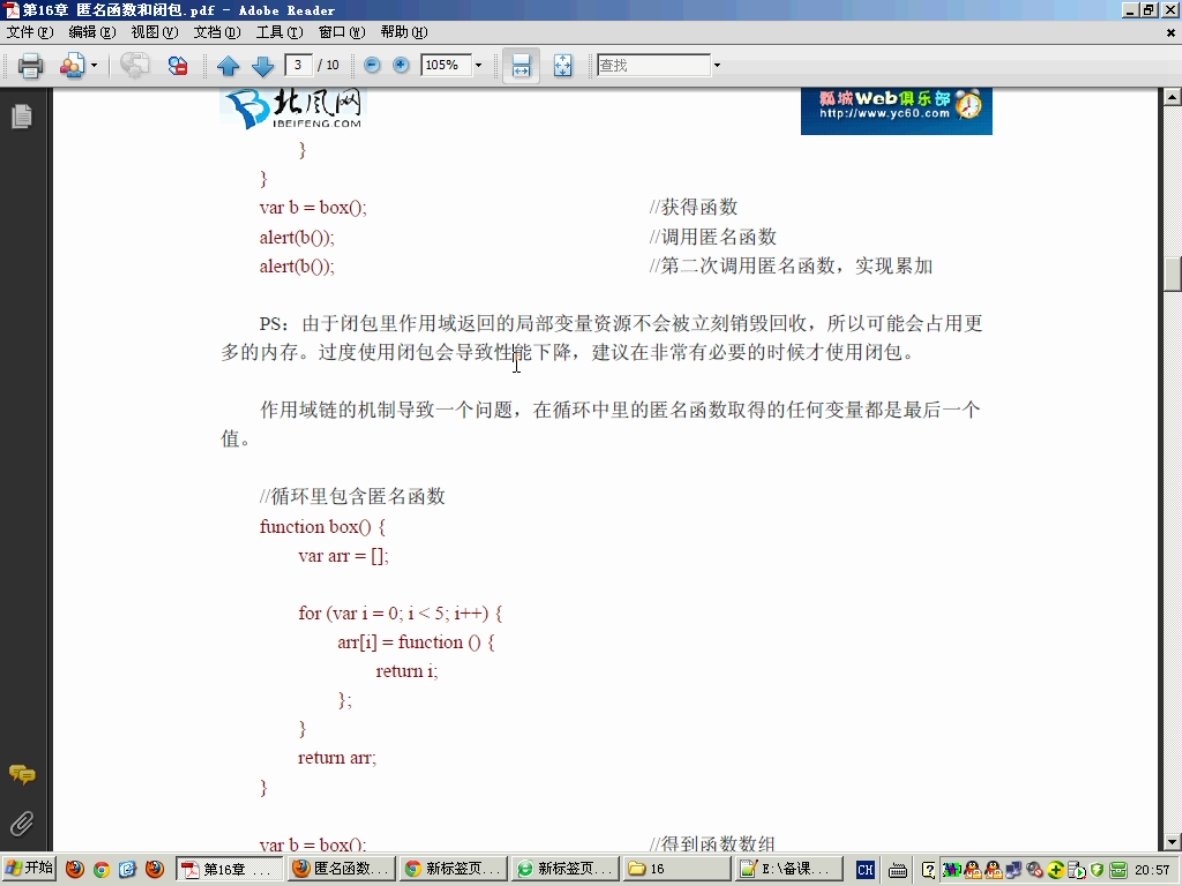 第16章 匿名函数和闭包.pdf - Adobe Reader
文件(F) 编辑(E) 视图(V) 文档(D) 工具(T) 窗口(W) 帮助(H)
3 / 10 105% 查找
北风网
IBEIFENG.COM
瓢城Web俱乐部
http://www.yc60.com
}
}
var b = box(); //获得函数
alert(b()); //调用匿名函数
alert(b()); //第二次调用匿名函数，实现累加
PS：由于闭包里作用域返回的局部变量资源不会被立刻销毁回收，所以可能会占用更
多的内存。过度使用闭包会导致性能下降，建议在非常有必要的时候才使用闭包。
作用域链的机制导致一个问题，在循环中里的匿名函数取得的任何变量都是最后一个
值。
//循环里包含匿名函数
function box() {
var arr = [];
for (var i = 0; i < 5; i++) {
arr[i] = function () {
return i;
};
}
return arr;
}
var b = box(); //得到函数数组
开始 第16章 ... 匿名函数... 新标签页... 新标签页... 16 E:\备课... CH 20:57